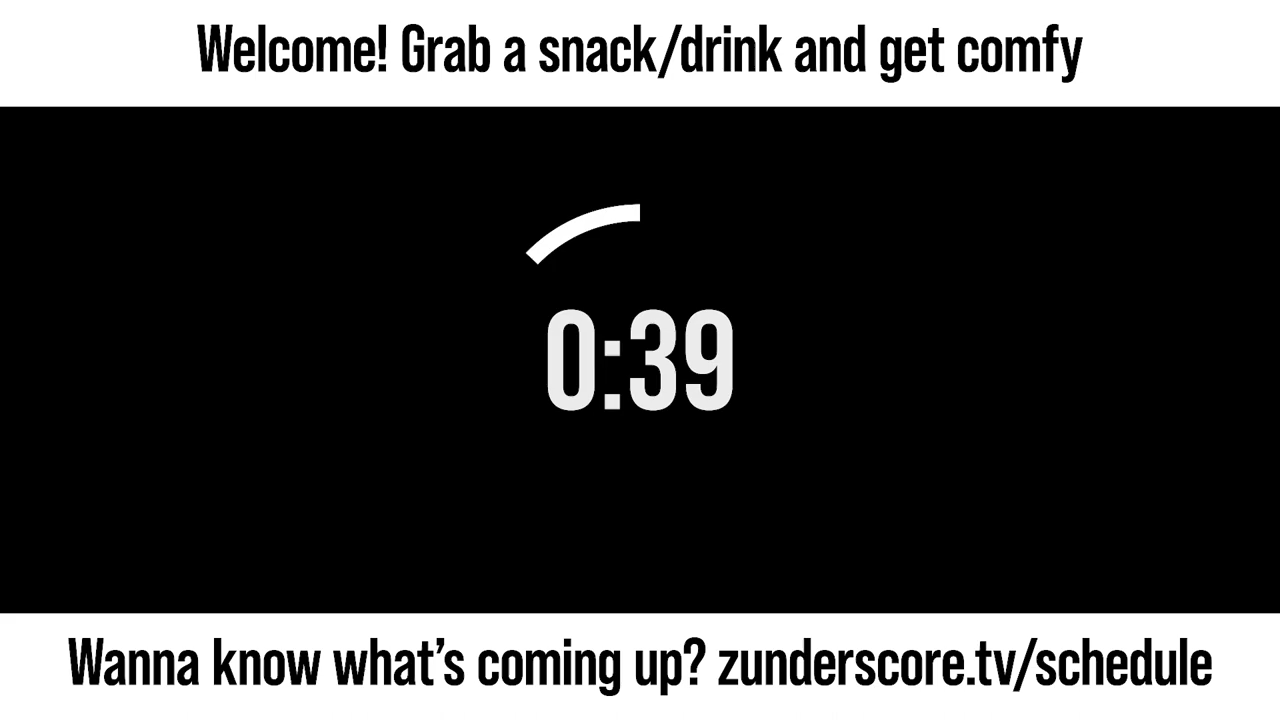 Welcome! Grab a snack/drink and get comfy
0:39
Wanna know what's coming up? zunderscore.tv/schedule